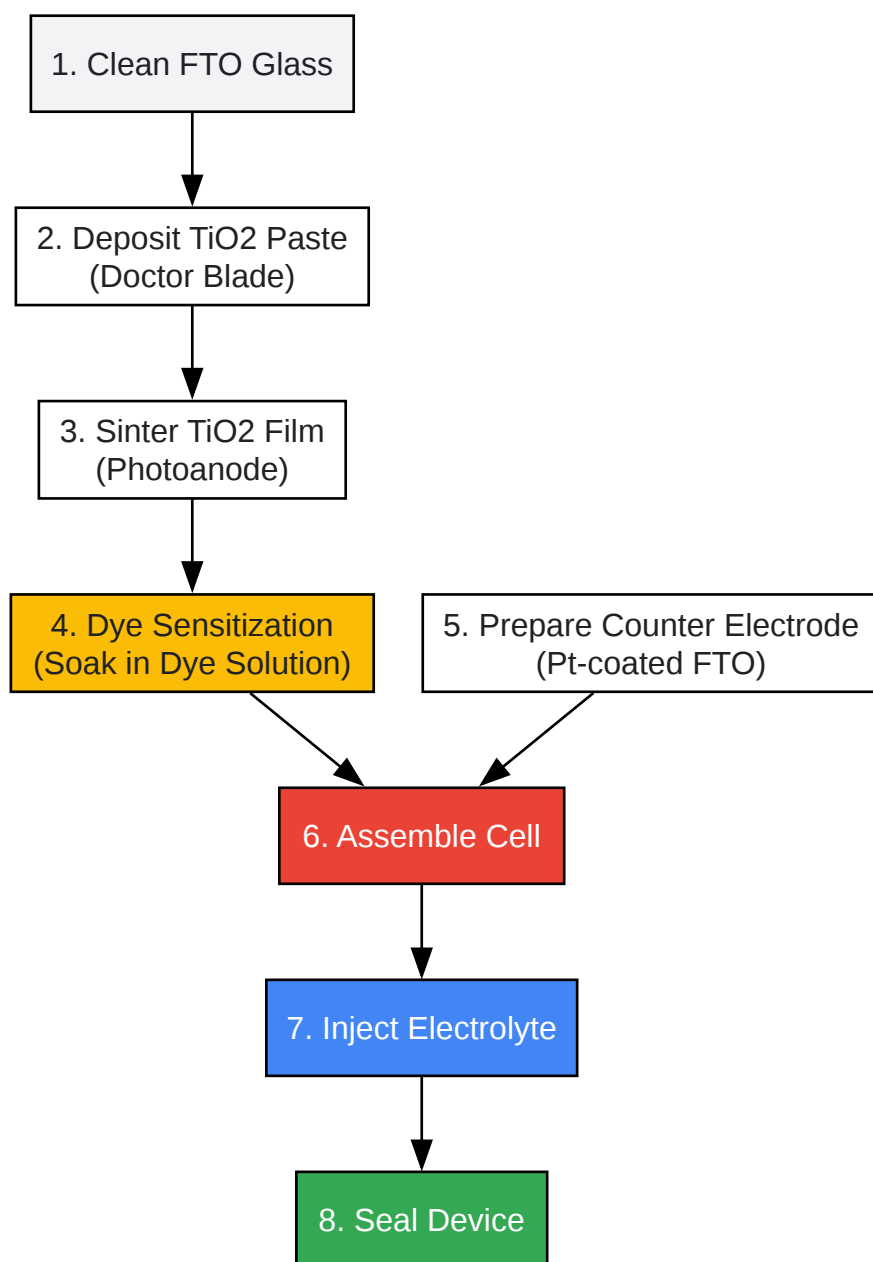 1. Clean FTO Glass
2. Deposit TiO2 Paste
(Doctor Blade)
3. Sinter TiO2 Film
(Photoanode)
4. Dye Sensitization
(Soak in Dye Solution)
5. Prepare Counter Electrode
(Pt-coated FTO)
6. Assemble Cell
7. Inject Electrolyte
8. Seal Device